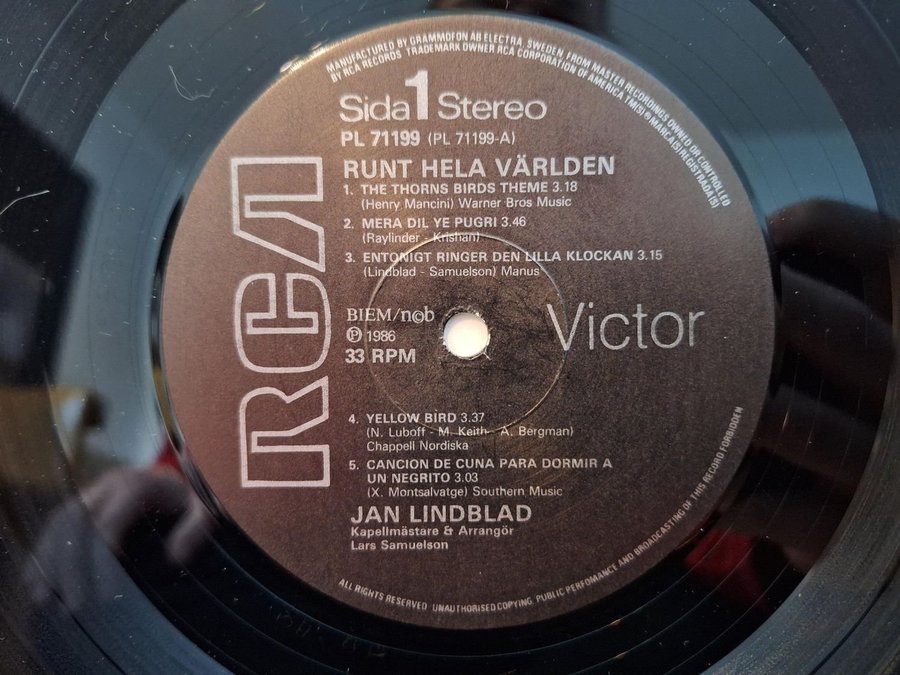 MANUFACTURED BY GRAMMOFON AB ELECTRA, SWEDEN, FROM MASTER RECORDINGS OWNED OR CONTROLLED
BY RCA RECORDS · TRADEMARK OWNER RCA CORPORATION OF AMERICA TM(S)® MARCA(S) REGISTRADA(S)
Sida 1 Stereo
PL 71199 (PL 71199-A)
RUNT HELA VÄRLDEN
1. THE THORNS BIRDS THEME 3.18
(Henry Mancini) Warner Bros Music
2. MERA DIL YE PUGRI 3.46
(Raylinder - Krishan)
3. ENTONIGT RINGER DEN LILLA KLOCKAN 3.15
(Lindblad - Samuelson) Manus
RCA
BIEM/ncb
Ⓟ 1986
33 RPM
Victor
4. YELLOW BIRD 3.37
(N. Luboff - M. Keith - A. Bergman)
Chappell Nordiska
5. CANCION DE CUNA PARA DORMIR A
UN NEGRITO 3.03
(X. Montsalvatge) Southern Music
JAN LINDBLAD
Kapellmästare & Arrangör
Lars Samuelson
ALL RIGHTS RESERVED UNAUTHORISED COPYING PUBLIC PERFOMANCE AND BROADCASTING OF THIS RECORD FORBIDDEN